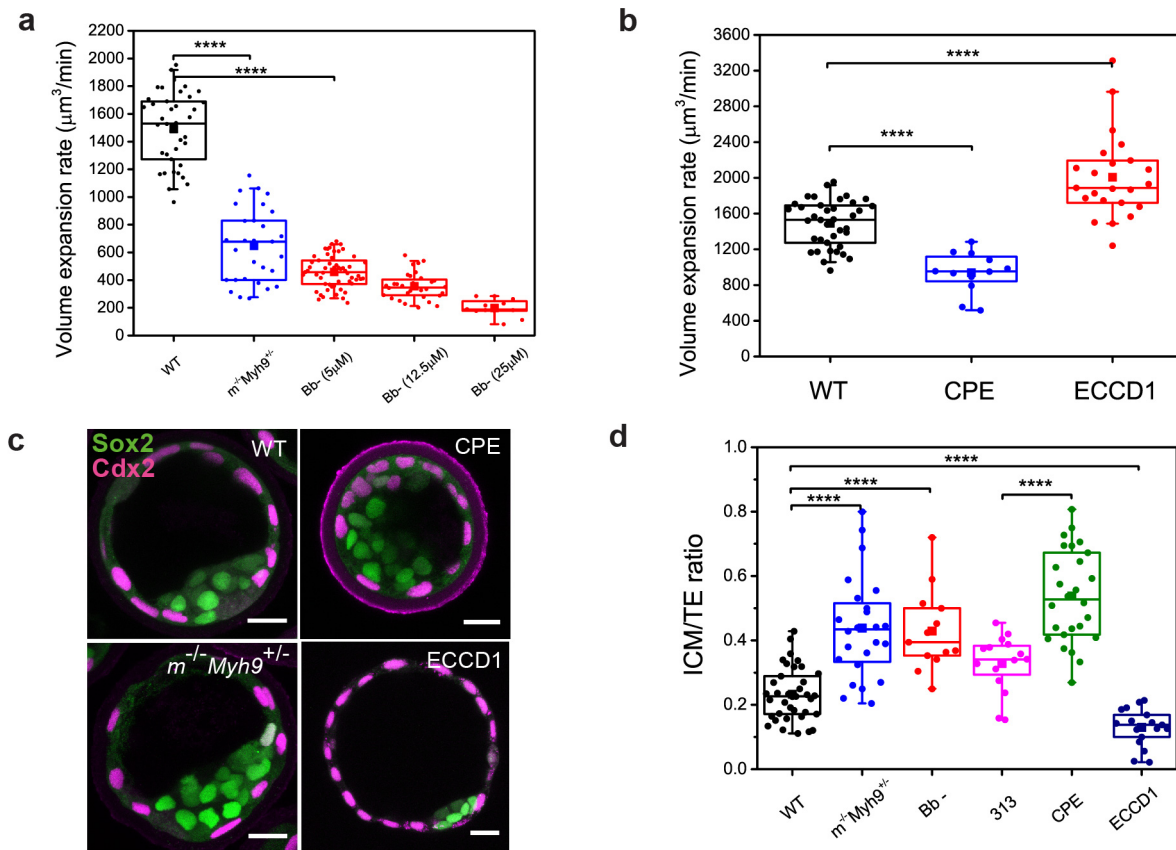 a
Volume expansion rate (μm³/min)
2200
2000
1800
1600
1400
1200
1000
800
600
400
200
0
****
****
WT
m⁻/⁻Myh9⁺/⁻
Bb- (5μM)
Bb- (12.5μM)
Bb- (25μM)
b
Volume expansion rate (μm³/min)
3600
3200
2800
2400
2000
1600
1200
800
400
0
****
****
WT
CPE
ECCD1
c
Sox2
Cdx2
WT
CPE
m⁻/⁻ Myh9⁺/⁻
ECCD1
d
ICM/TE ratio
1.0
0.8
0.6
0.4
0.2
0.0
****
****
****
****
WT
m⁻/⁻Myh9⁺/⁻
Bb -
313
CPE
ECCD1